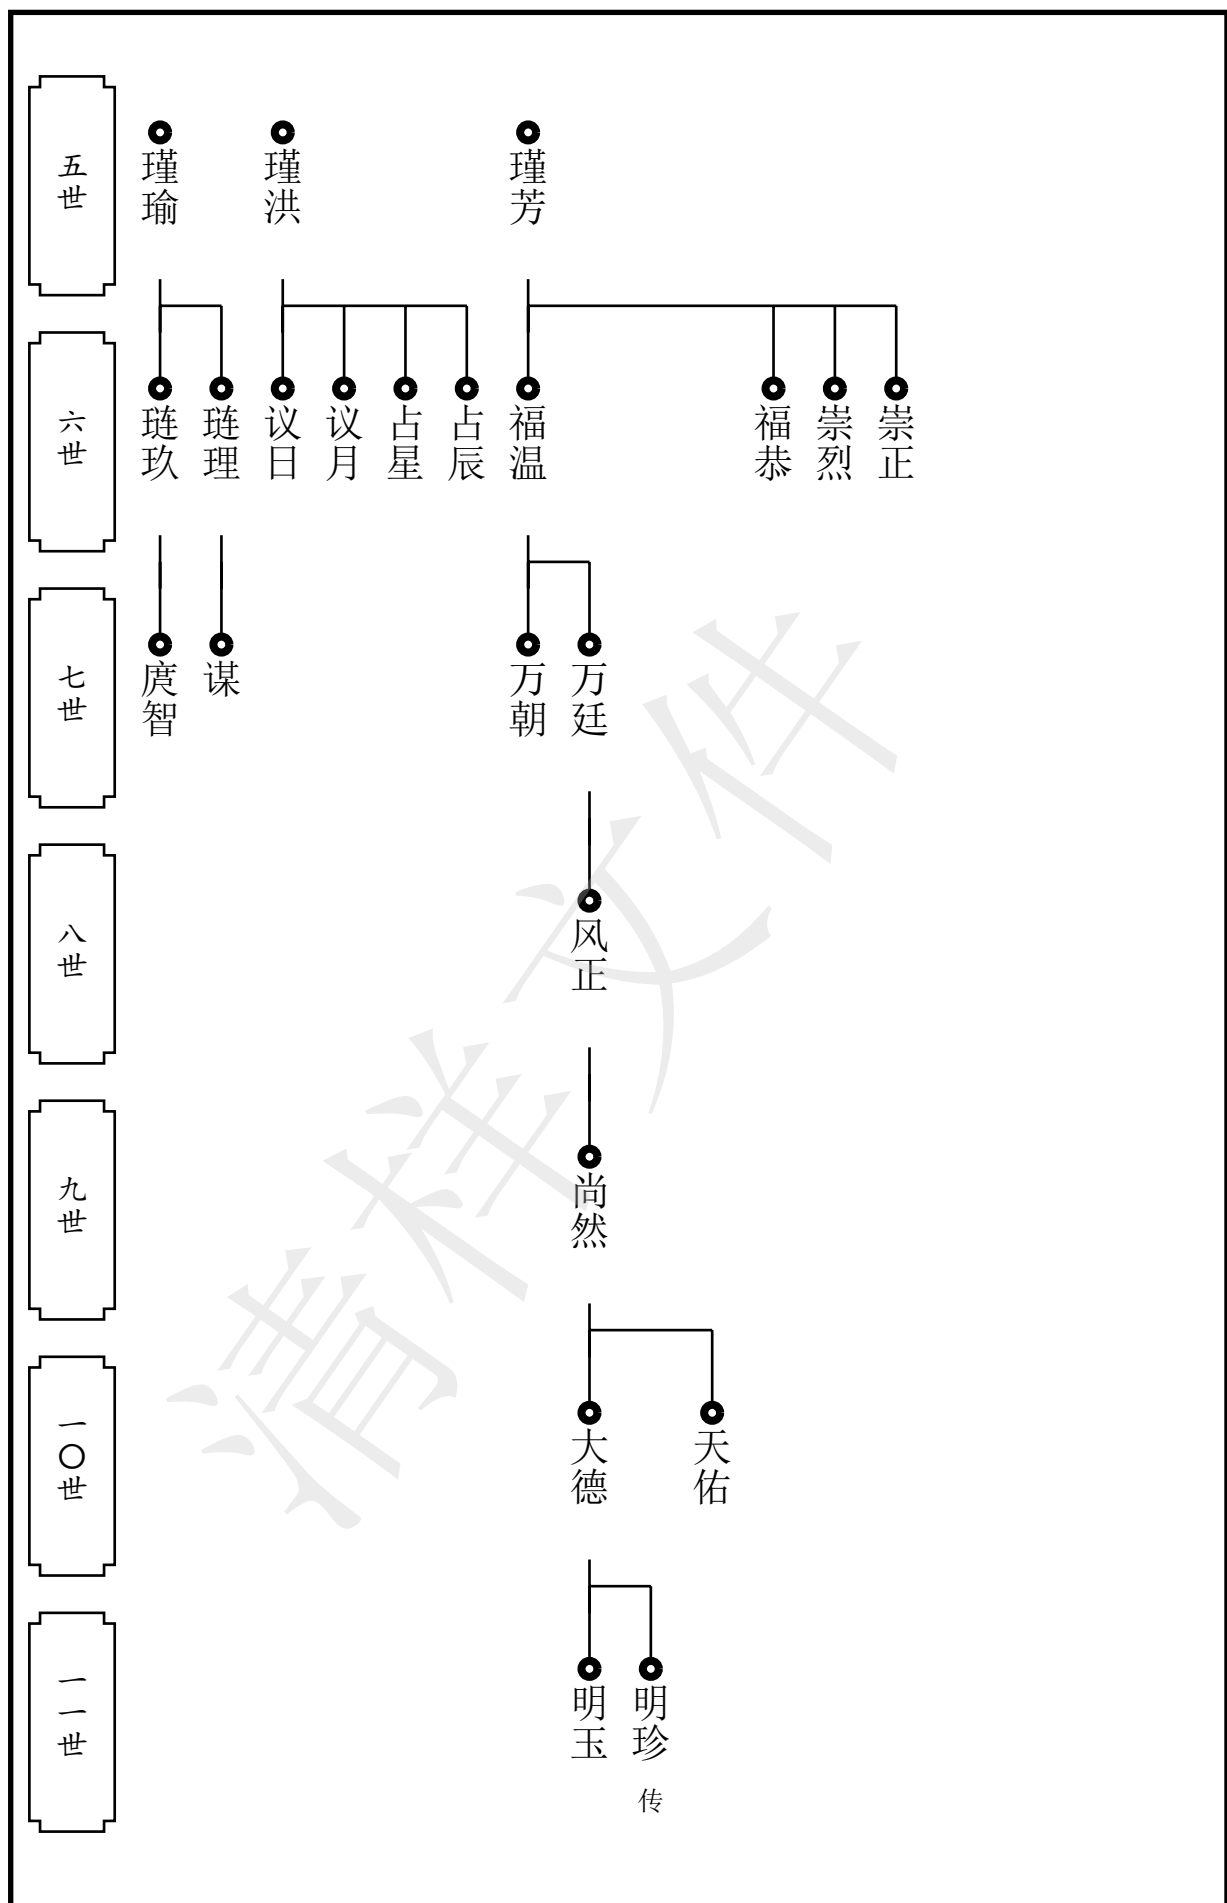 五世
瑾瑜
瑾洪
瑾芳
六世
琏玖
琏理
议日
议月
占星
占辰
福温
福恭
崇烈
崇正
七世
庹智
谋
万朝
万廷
八世
风正
九世
尚然
一〇世
大德
天佑
一一世
明玉
明珍
传
清样文件